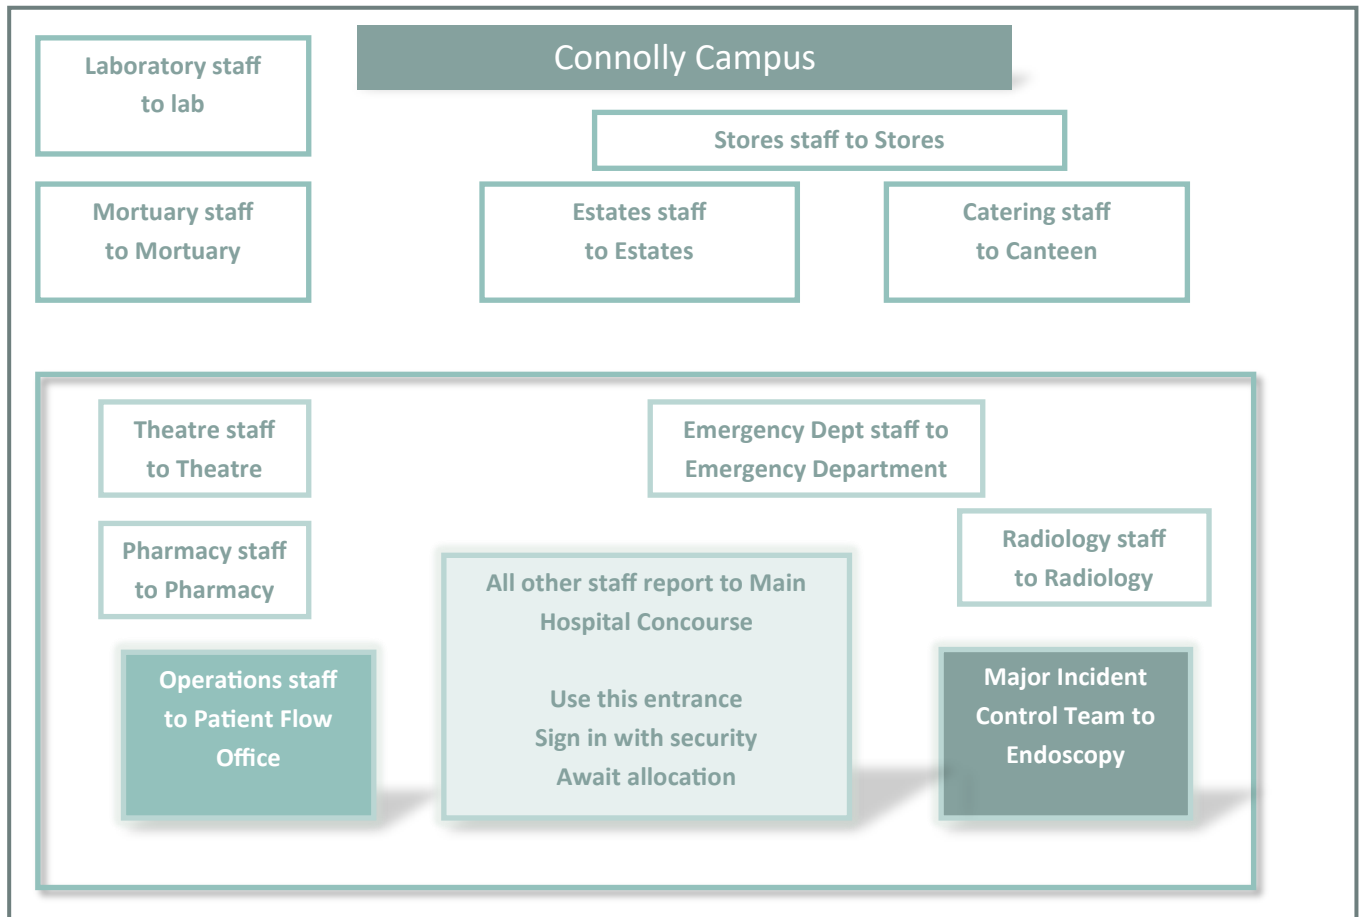 Connolly Campus
Laboratory staff
to lab
Stores staff to Stores
Mortuary staff
to Mortuary
Estates staff
to Estates
Catering staff
to Canteen
Theatre staff
to Theatre
Emergency Dept staff to
Emergency Department
Pharmacy staff
to Pharmacy
Radiology staff
to Radiology
All other staff report to Main
Hospital Concourse
Use this entrance
Sign in with security
Await allocation
Operations staff
to Patient Flow
Office
Major Incident
Control Team to
Endoscopy